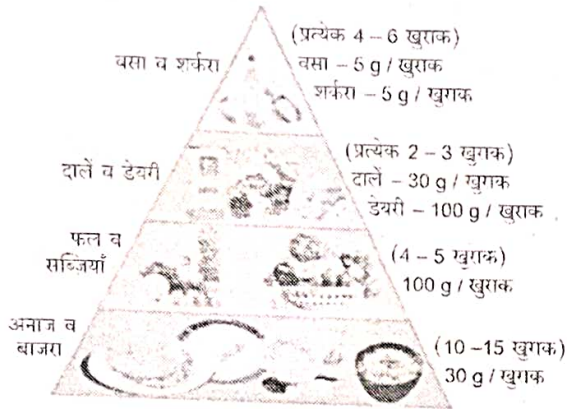 वसा व शर्करा
(प्रत्येक 4 – 6 खुराक)
वसा – 5 g / खुराक
शर्करा – 5 g / खुराक
दालें व डेयरी
(प्रत्येक 2 – 3 खुराक)
दालें – 30 g / खुराक
डेयरी – 100 g / खुराक
फल व
सब्जियाँ
(4 – 5 खुराक)
100 g / खुराक
अनाज व
बाजरा
(10 –15 खुराक)
30 g / खुराक